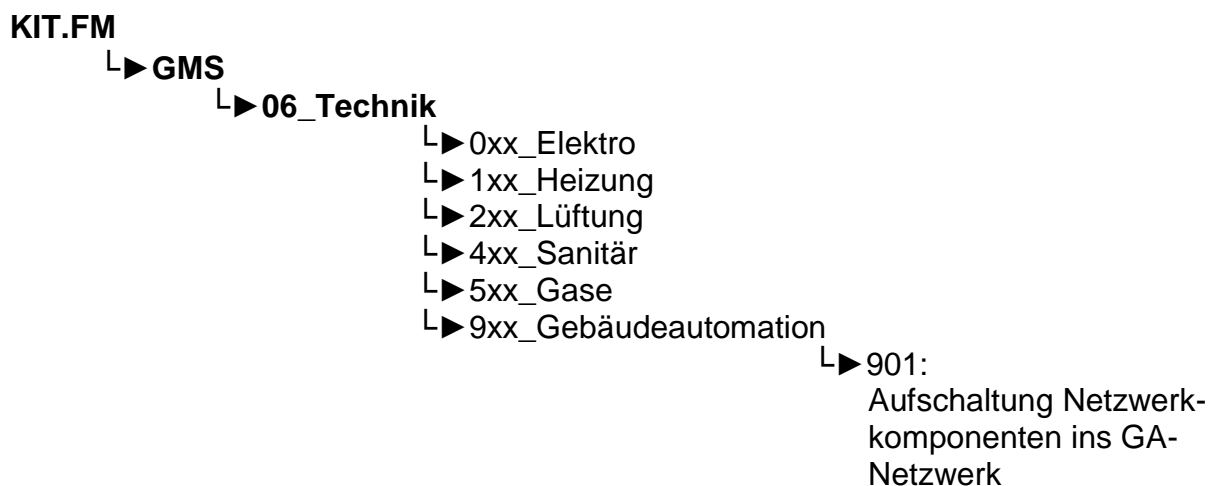 KIT.FM
└►GMS
└►06_Technik
└►0xx_Elektro
└►1xx_Heizung
└►2xx_Lüftung
└►4xx_Sanitär
└►5xx_Gase
└►9xx_Gebäudeautomation
└►901:
Aufschaltung Netzwerk-
komponenten ins GA-
Netzwerk